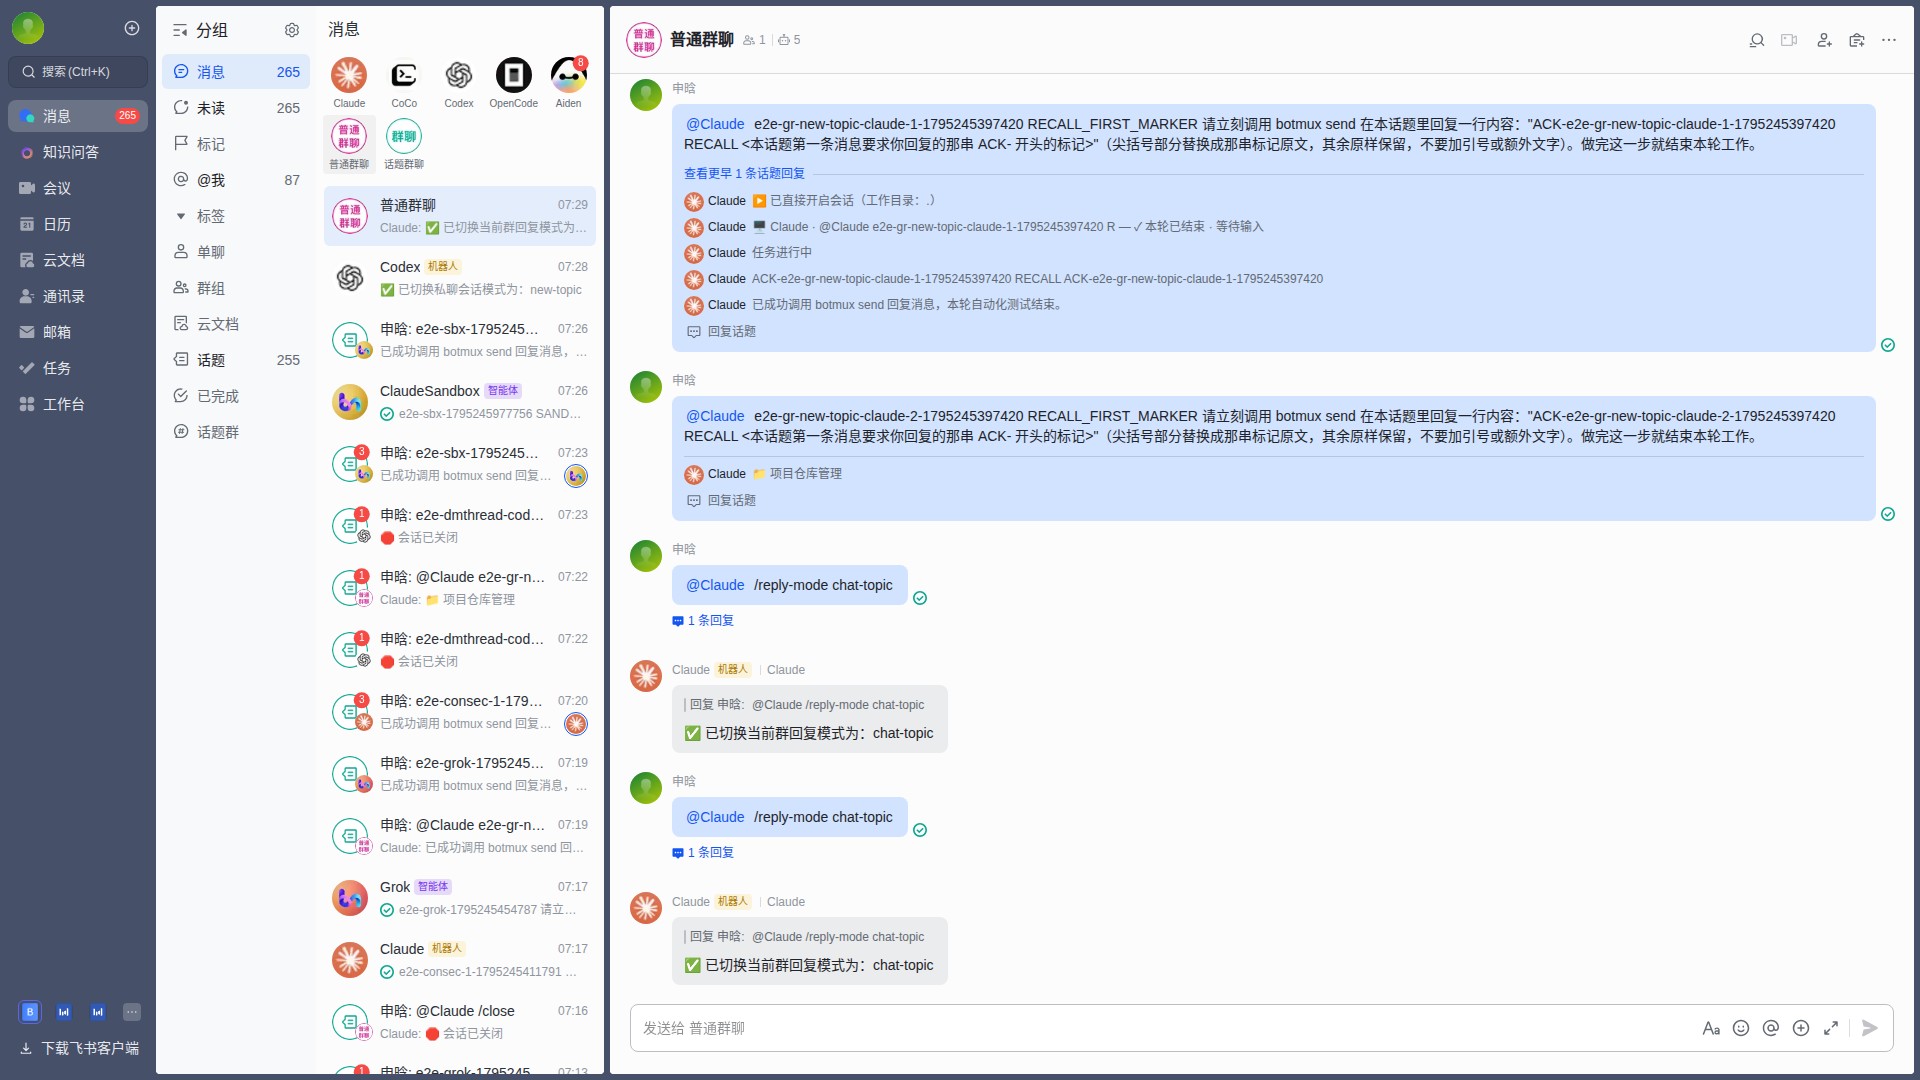 搜索 (Ctrl+K)
消息
265
知识问答
会议
日历
云文档
通讯录
邮箱
任务
工作台
下载飞书客户端
分组
消息 265
未读 265
标记
@我 87
标签
单聊
群组
云文档
话题 255
已完成
话题群
消息
8
Claude
CoCo
Codex
OpenCode
Aiden
普通群聊
群聊
普通群聊
话题群聊
普通群聊
普通群聊 07:29
Claude: ✅ 已切换当前群回复模式为…
Codex 机器人 07:28
✅ 已切换私聊会话模式为：new-topic
申晗: e2e-sbx-1795245… 07:26
已成功调用 botmux send 回复消息，…
ClaudeSandbox 智能体 07:26
e2e-sbx-1795245977756 SAND…
3
申晗: e2e-sbx-1795245… 07:23
已成功调用 botmux send 回复…
1
申晗: e2e-dmthread-cod… 07:23
会话已关闭
1
申晗: @Claude e2e-gr-n… 07:22
Claude: 📁 项目仓库管理
1
申晗: e2e-dmthread-cod… 07:22
会话已关闭
3
申晗: e2e-consec-1-179… 07:20
已成功调用 botmux send 回复…
申晗: e2e-grok-1795245… 07:19
已成功调用 botmux send 回复消息，…
申晗: @Claude e2e-gr-n… 07:19
Claude: 已成功调用 botmux send 回…
Grok 智能体 07:17
e2e-grok-1795245454787 请立…
Claude 机器人 07:17
e2e-consec-1-1795245411791 …
申晗: @Claude /close 07:16
Claude: 🛑 会话已关闭
1
申晗: e2e-grok-1795245… 07:13
普通群聊
普通群聊 1 5
申晗
@Claude e2e-gr-new-topic-claude-1-1795245397420 RECALL_FIRST_MARKER 请立刻调用 botmux send 在本话题里回复一行内容："ACK-e2e-gr-new-topic-claude-1-1795245397420
RECALL <本话题第一条消息要求你回复的那串 ACK- 开头的标记>"（尖括号部分替换成那串标记原文，其余原样保留，不要加引号或额外文字）。做完这一步就结束本轮工作。
查看更早 1 条话题回复
Claude ▶️ 已直接开启会话（工作目录：.）
Claude 🖥️ Claude · @Claude e2e-gr-new-topic-claude-1-1795245397420 R — ✓ 本轮已结束 · 等待输入
Claude 任务进行中
Claude ACK-e2e-gr-new-topic-claude-1-1795245397420 RECALL ACK-e2e-gr-new-topic-claude-1-1795245397420
Claude 已成功调用 botmux send 回复消息，本轮自动化测试结束。
回复话题
申晗
@Claude e2e-gr-new-topic-claude-2-1795245397420 RECALL_FIRST_MARKER 请立刻调用 botmux send 在本话题里回复一行内容："ACK-e2e-gr-new-topic-claude-2-1795245397420
RECALL <本话题第一条消息要求你回复的那串 ACK- 开头的标记>"（尖括号部分替换成那串标记原文，其余原样保留，不要加引号或额外文字）。做完这一步就结束本轮工作。
Claude 📁 项目仓库管理
回复话题
申晗
@Claude /reply-mode chat-topic
1 条回复
Claude 机器人 | Claude
回复 申晗：@Claude /reply-mode chat-topic
✅ 已切换当前群回复模式为：chat-topic
申晗
@Claude /reply-mode chat-topic
1 条回复
Claude 机器人 | Claude
回复 申晗：@Claude /reply-mode chat-topic
✅ 已切换当前群回复模式为：chat-topic
发送给 普通群聊